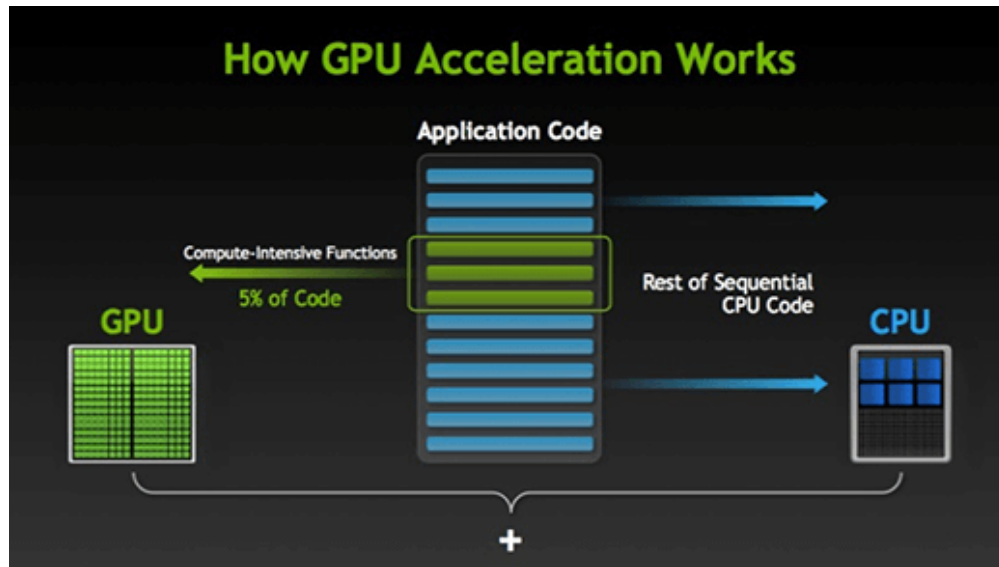 How GPU Acceleration Works
Application Code
Compute-Intensive Functions
5% of Code
Rest of Sequential
CPU Code
GPU
CPU
+